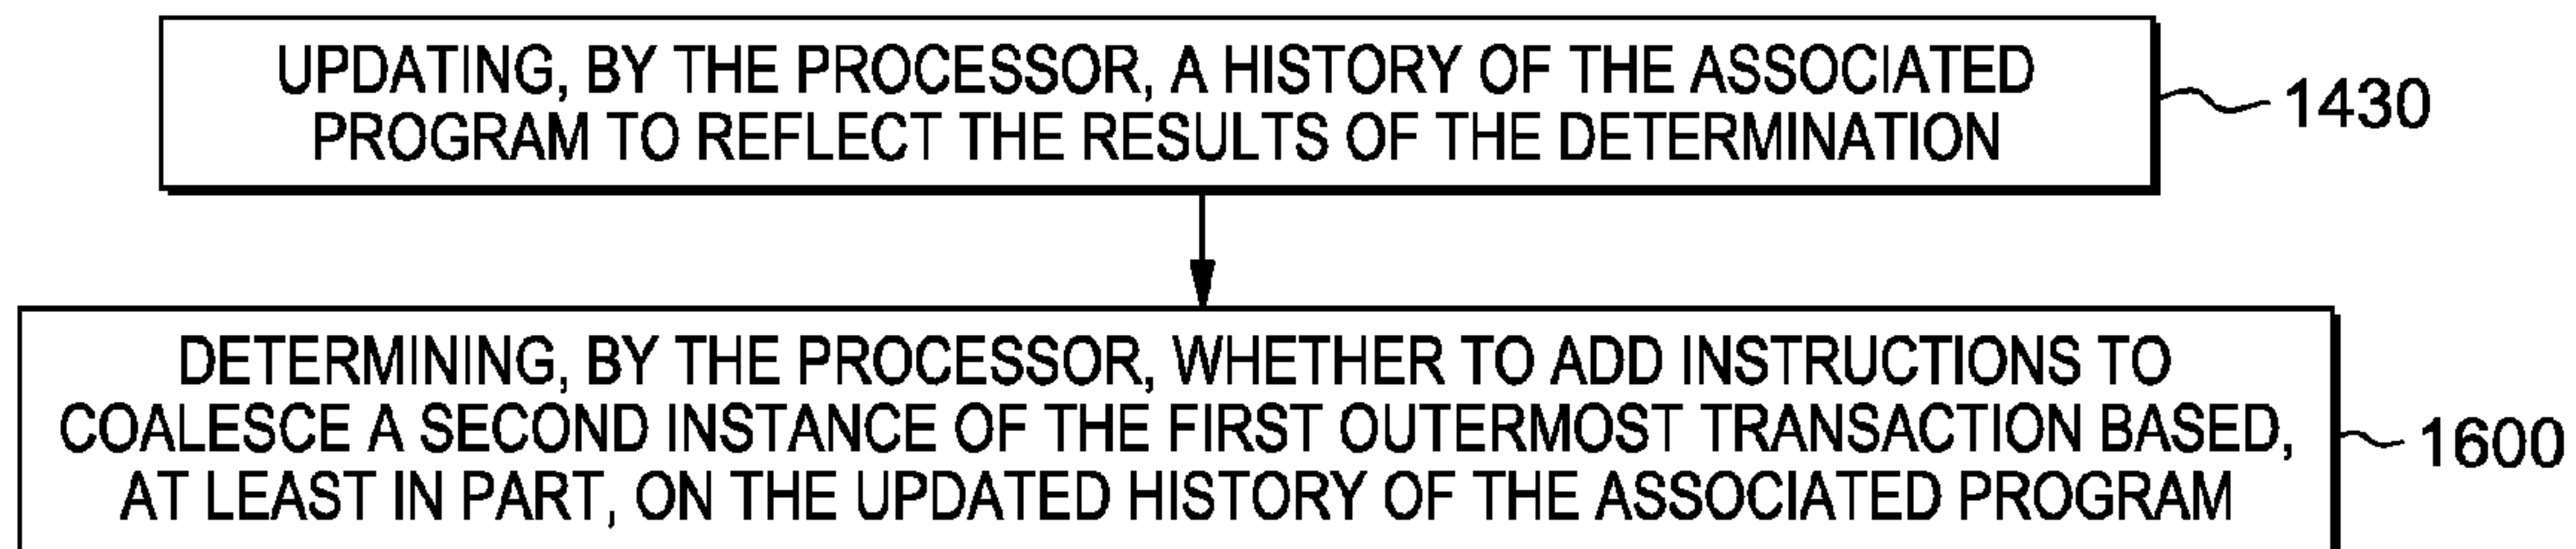 UPDATING, BY THE PROCESSOR, A HISTORY OF THE ASSOCIATED
PROGRAM TO REFLECT THE RESULTS OF THE DETERMINATION
1430
DETERMINING, BY THE PROCESSOR, WHETHER TO ADD INSTRUCTIONS TO
COALESCE A SECOND INSTANCE OF THE FIRST OUTERMOST TRANSACTION BASED,
AT LEAST IN PART, ON THE UPDATED HISTORY OF THE ASSOCIATED PROGRAM
1600